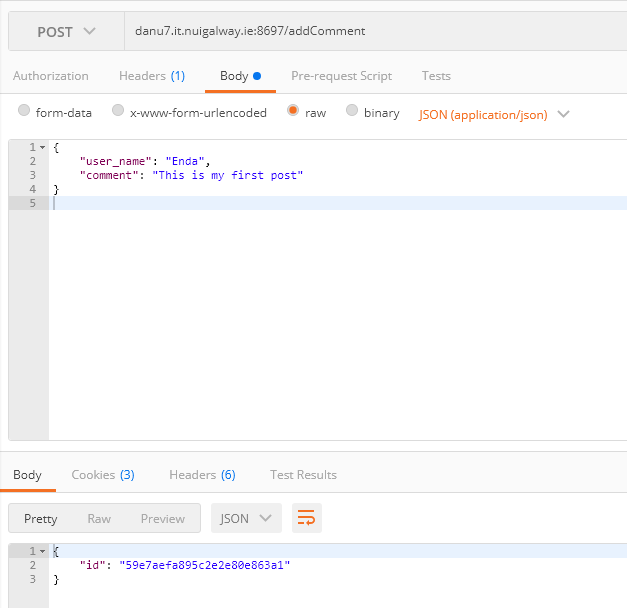 POST danu7.it.nuigalway.ie:8697/addComment
Authorization Headers (1) Body Pre-request Script Tests
form-data x-www-form-urlencoded raw binary JSON (application/json)
1 {
2 "user_name": "Enda",
3 "comment": "This is my first post"
4 }
5
Body Cookies (3) Headers (6) Test Results
Pretty Raw Preview JSON
1 {
2 "id": "59e7aefa895c2e2e80e863a1"
3 }